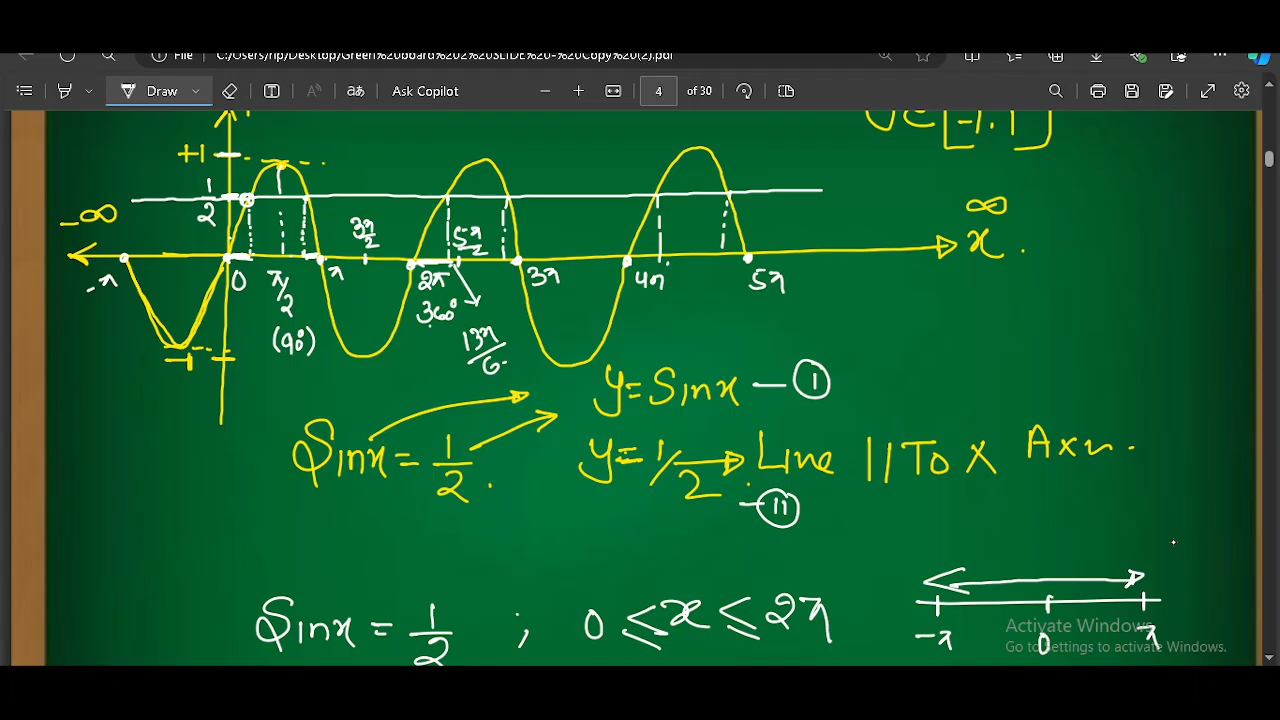 File C:/Users/hp/Desktop/Green%20board%202%20SLIDE%20-%20Copy%20(2).pdf
Draw Ask Copilot 4 of 30
y ∈ [-1, 1]
+1
1/2
-∞ 3π/2 5π/2 ∞
x
-π 0 π/2 π 2π 3π 4π 5π
(90°) 360° 13π/6
-1
y = Sinx — ①
Sinx = 1/2 . y = 1/2 → Line || To X Axis.
— ⑪
Sinx = 1/2 ; 0 ≤ x ≤ 2π
-π 0 π
Activate Windows
Go to Settings to activate Windows.